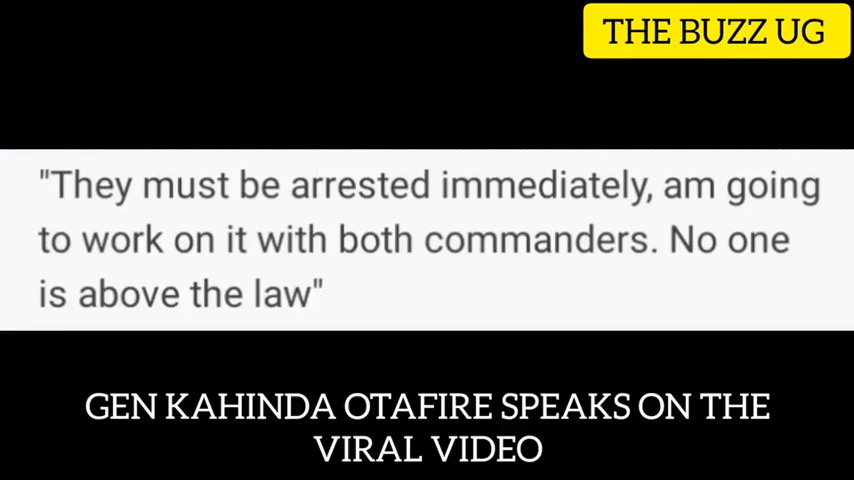 THE BUZZ UG
"They must be arrested immediately, am going
to work on it with both commanders. No one
is above the law"
GEN KAHINDA OTAFIRE SPEAKS ON THE
VIRAL VIDEO